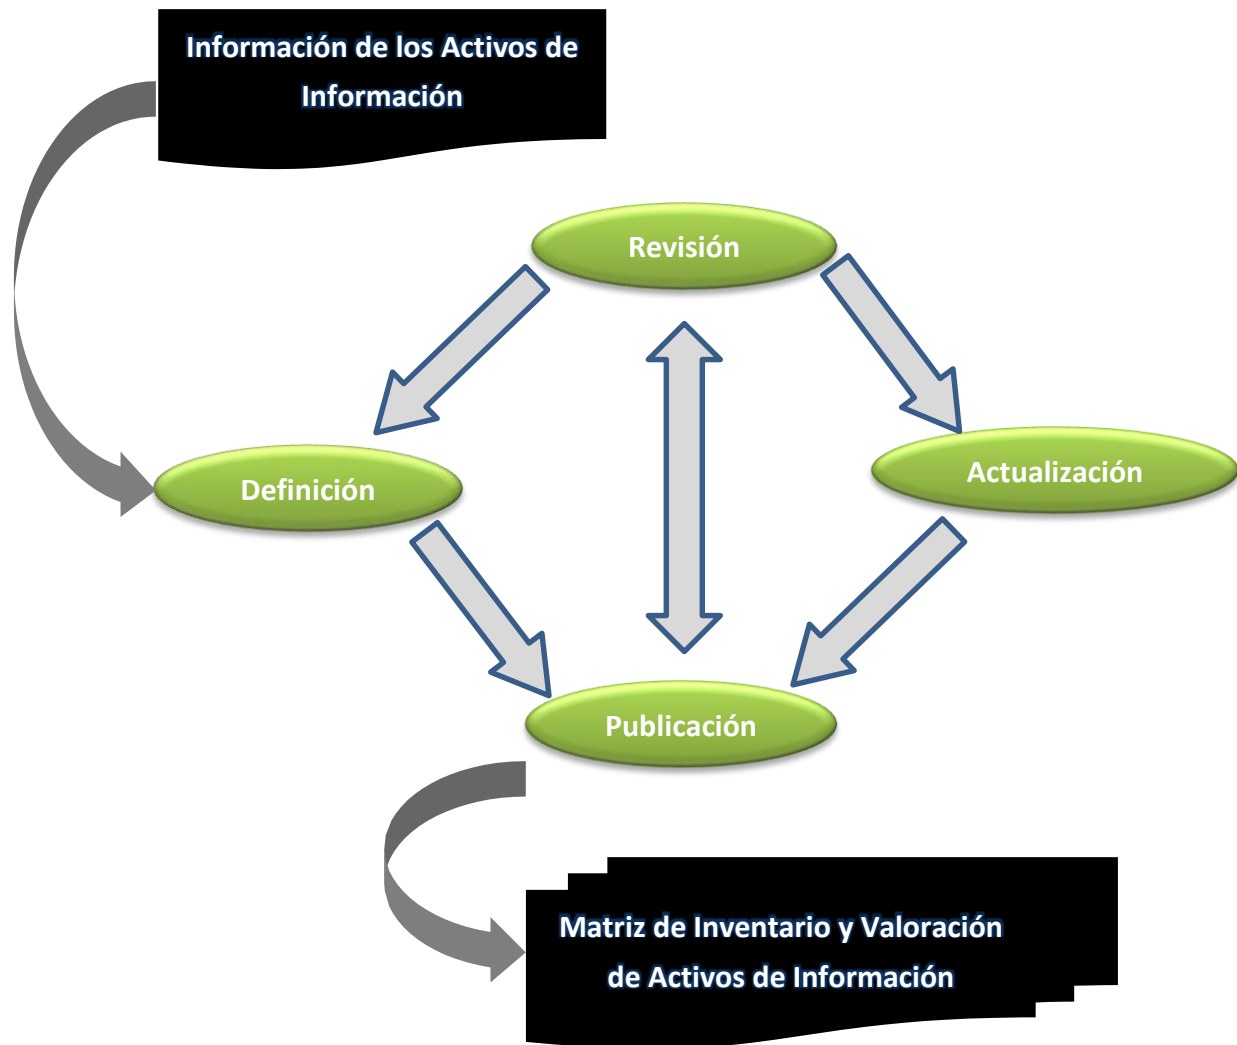 Información de los Activos de
Información
Revisión
Definición
Actualización
Publicación
Matriz de Inventario y Valoración
de Activos de Información